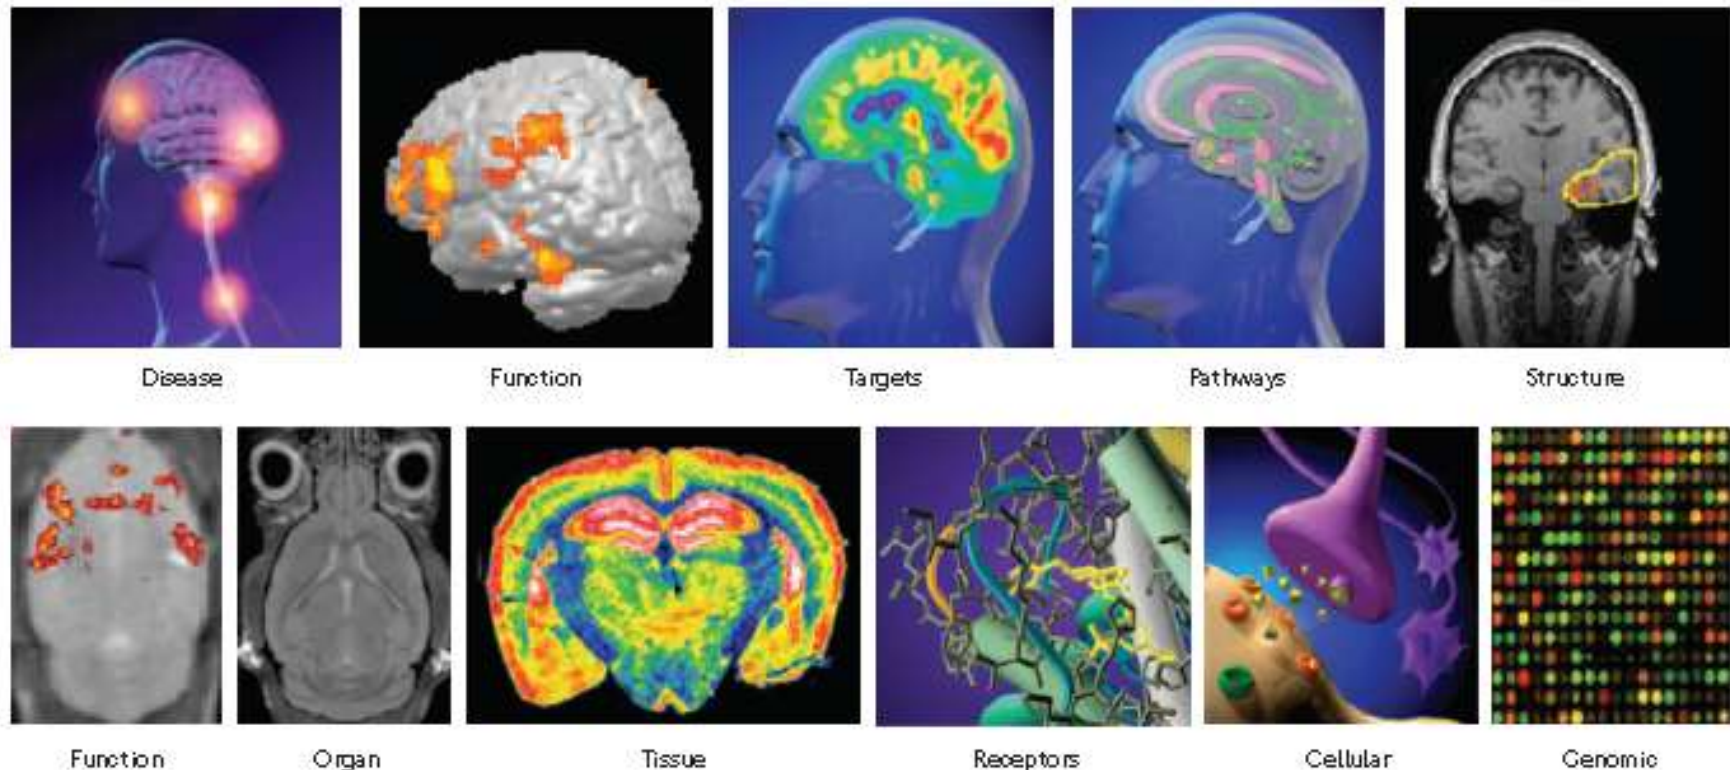 Disease
Function
Targets
Pathways
Structure
Function
Organ
Tissue
Receptors
Cellular
Genomic